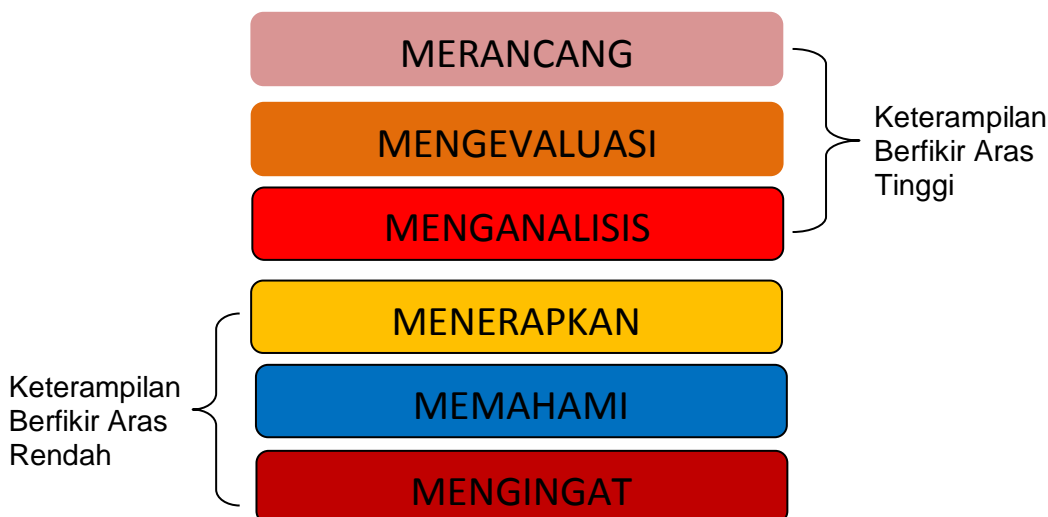 MERANCANG
MENGEVALUASI
MENGANALISIS
Keterampilan
Berfikir Aras
Tinggi
MENERAPKAN
MEMAHAMI
MENGINGAT
Keterampilan
Berfikir Aras
Rendah